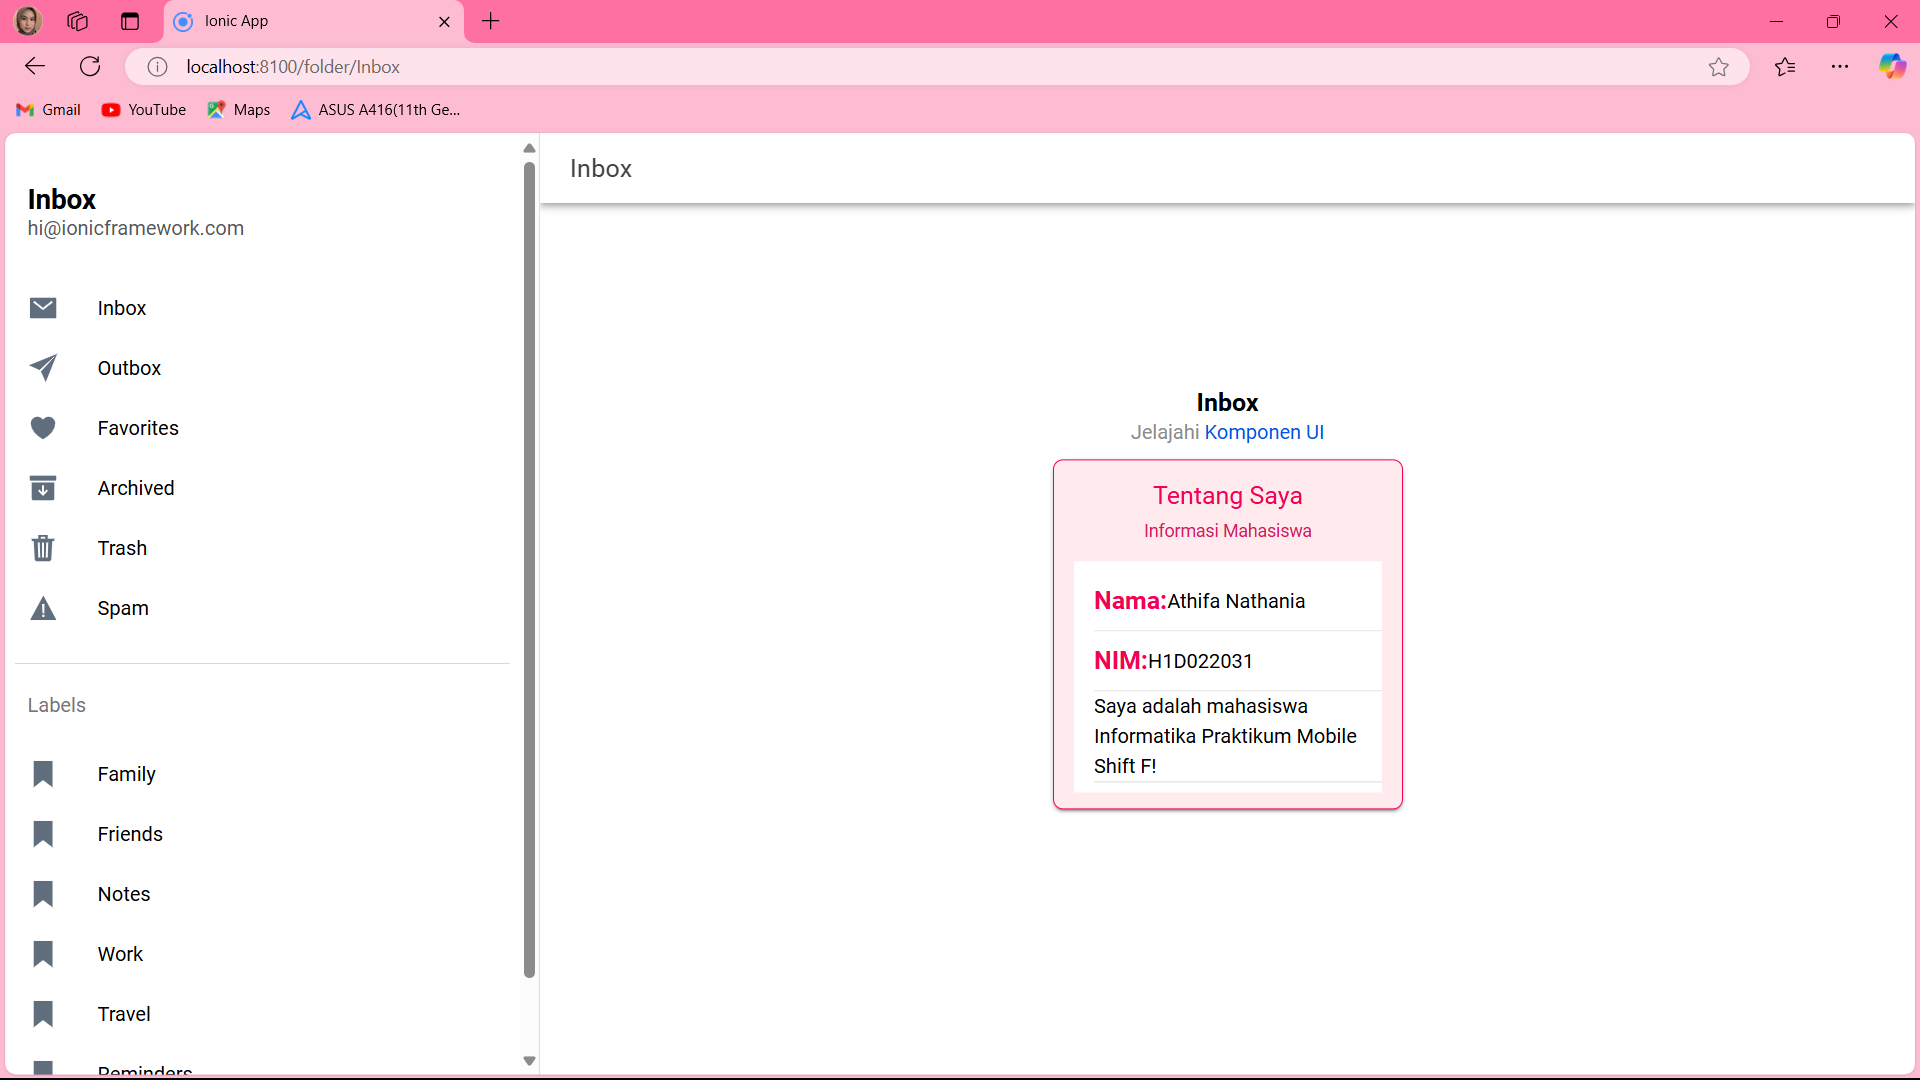 Ionic App
localhost:8100/folder/Inbox
Gmail
YouTube
Maps
ASUS A416(11th Ge...
Inbox
hi@ionicframework.com
Inbox
Outbox
Favorites
Archived
Trash
Spam
Labels
Family
Friends
Notes
Work
Travel
Reminders
Inbox
Inbox
Jelajahi Komponen UI
Tentang Saya
Informasi Mahasiswa
Nama:Athifa Nathania
NIM:H1D022031
Saya adalah mahasiswa
Informatika Praktikum Mobile
Shift F!